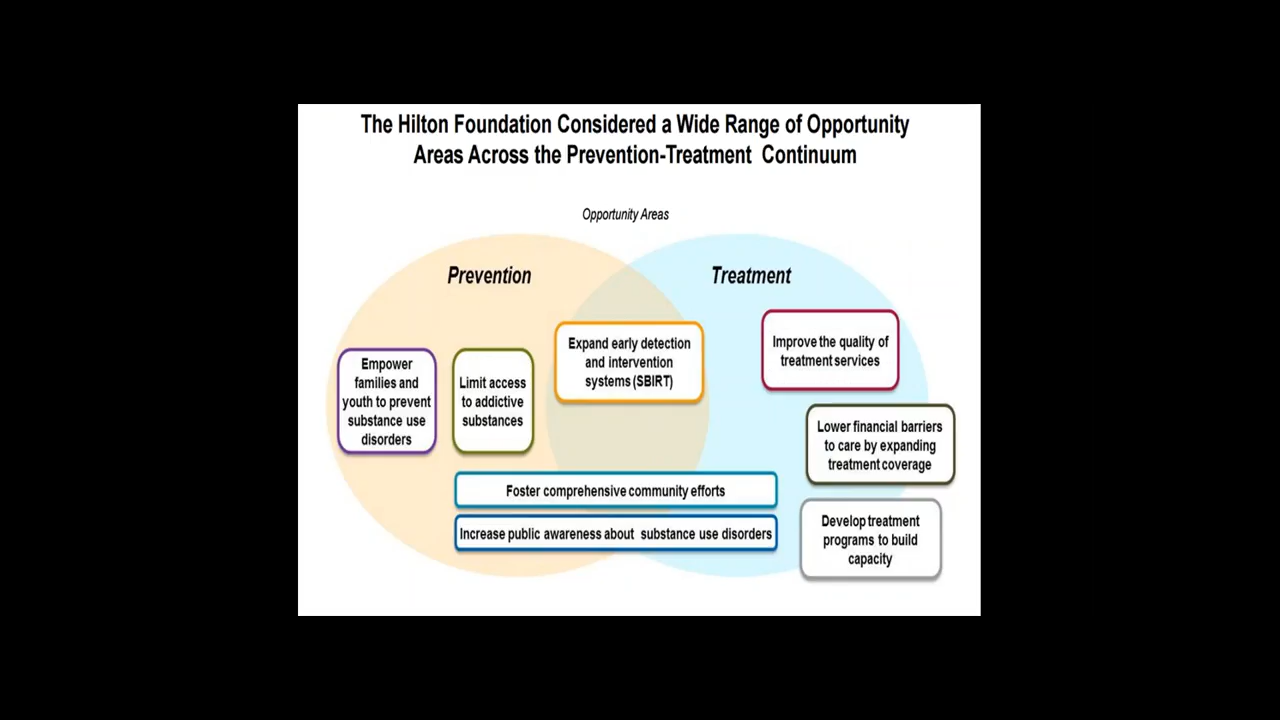 The Hilton Foundation Considered a Wide Range of Opportunity
Areas Across the Prevention-Treatment Continuum
Opportunity Areas
Prevention
Treatment
Empower
families and
youth to prevent
substance use
disorders
Limit access
to addictive
substances
Expand early detection
and intervention
systems (SBIRT)
Improve the quality of
treatment services
Lower financial barriers
to care by expanding
treatment coverage
Foster comprehensive community efforts
Increase public awareness about substance use disorders
Develop treatment
programs to build
capacity